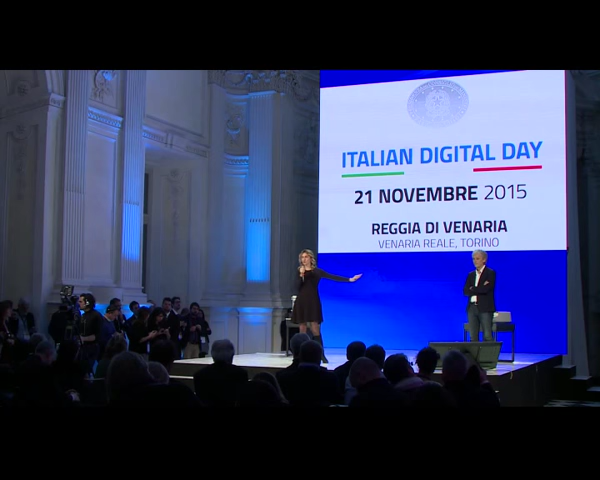 ITALIAN DIGITAL DAY
21 NOVEMBRE 2015
REGGIA DI VENARIA
VENARIA REALE, TORINO